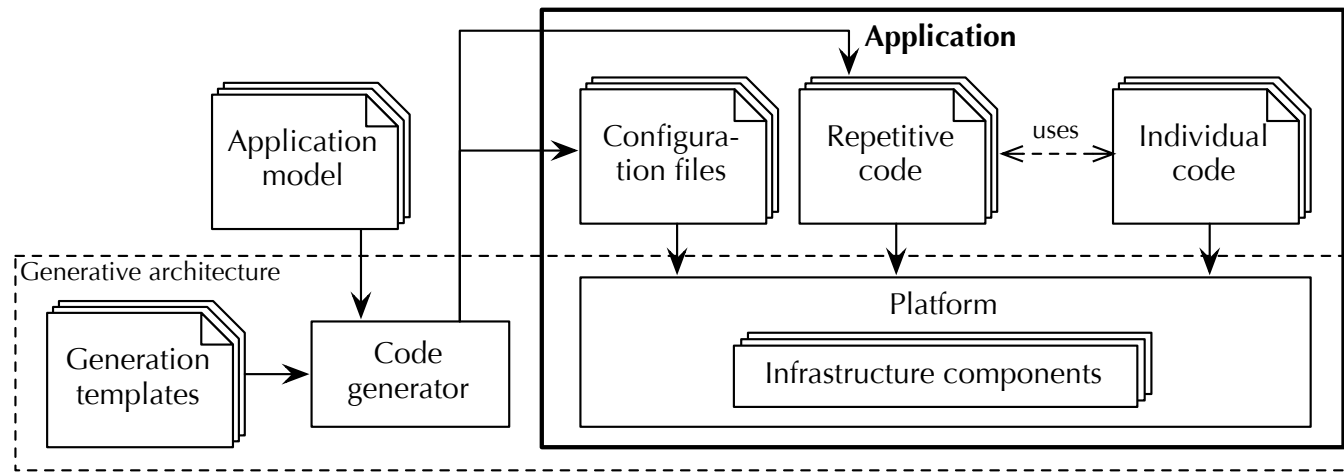 Application
Application
model
Configura-
tion files
Repetitive
code
uses
Individual
code
Generative architecture
Generation
templates
Code
generator
Platform
Infrastructure components